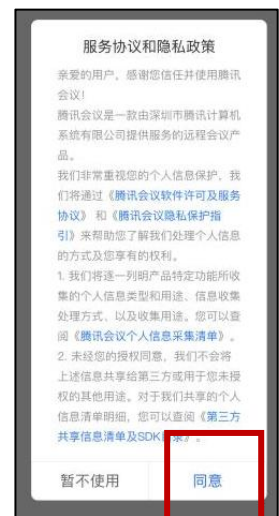 服务协议和隐私政策
亲爱的用户，感谢您信任并使用腾讯
会议！
腾讯会议是一款由深圳市腾讯计算机
系统有限公司提供服务的远程会议产
品。
我们非常重视您的个人信息保护，我
们将通过《腾讯会议软件许可及服务
协议》 和《腾讯会议隐私保护指
引》来帮助您了解我们处理个人信息
的方式及您享有的权利。
1. 我们将逐一列明产品特定功能所收
集的个人信息类型和用途、信息收集
处理方式、以及收集用途。您可以查
阅《腾讯会议个人信息采集清单》。
2. 未经您的授权同意，我们不会将
上述信息共享给第三方或用于您未授
权的其他用途。对于我们共享的个人
信息清单明细，您可以查阅《第三方
共享信息清单及SDK目录》。
暂不使用 同意